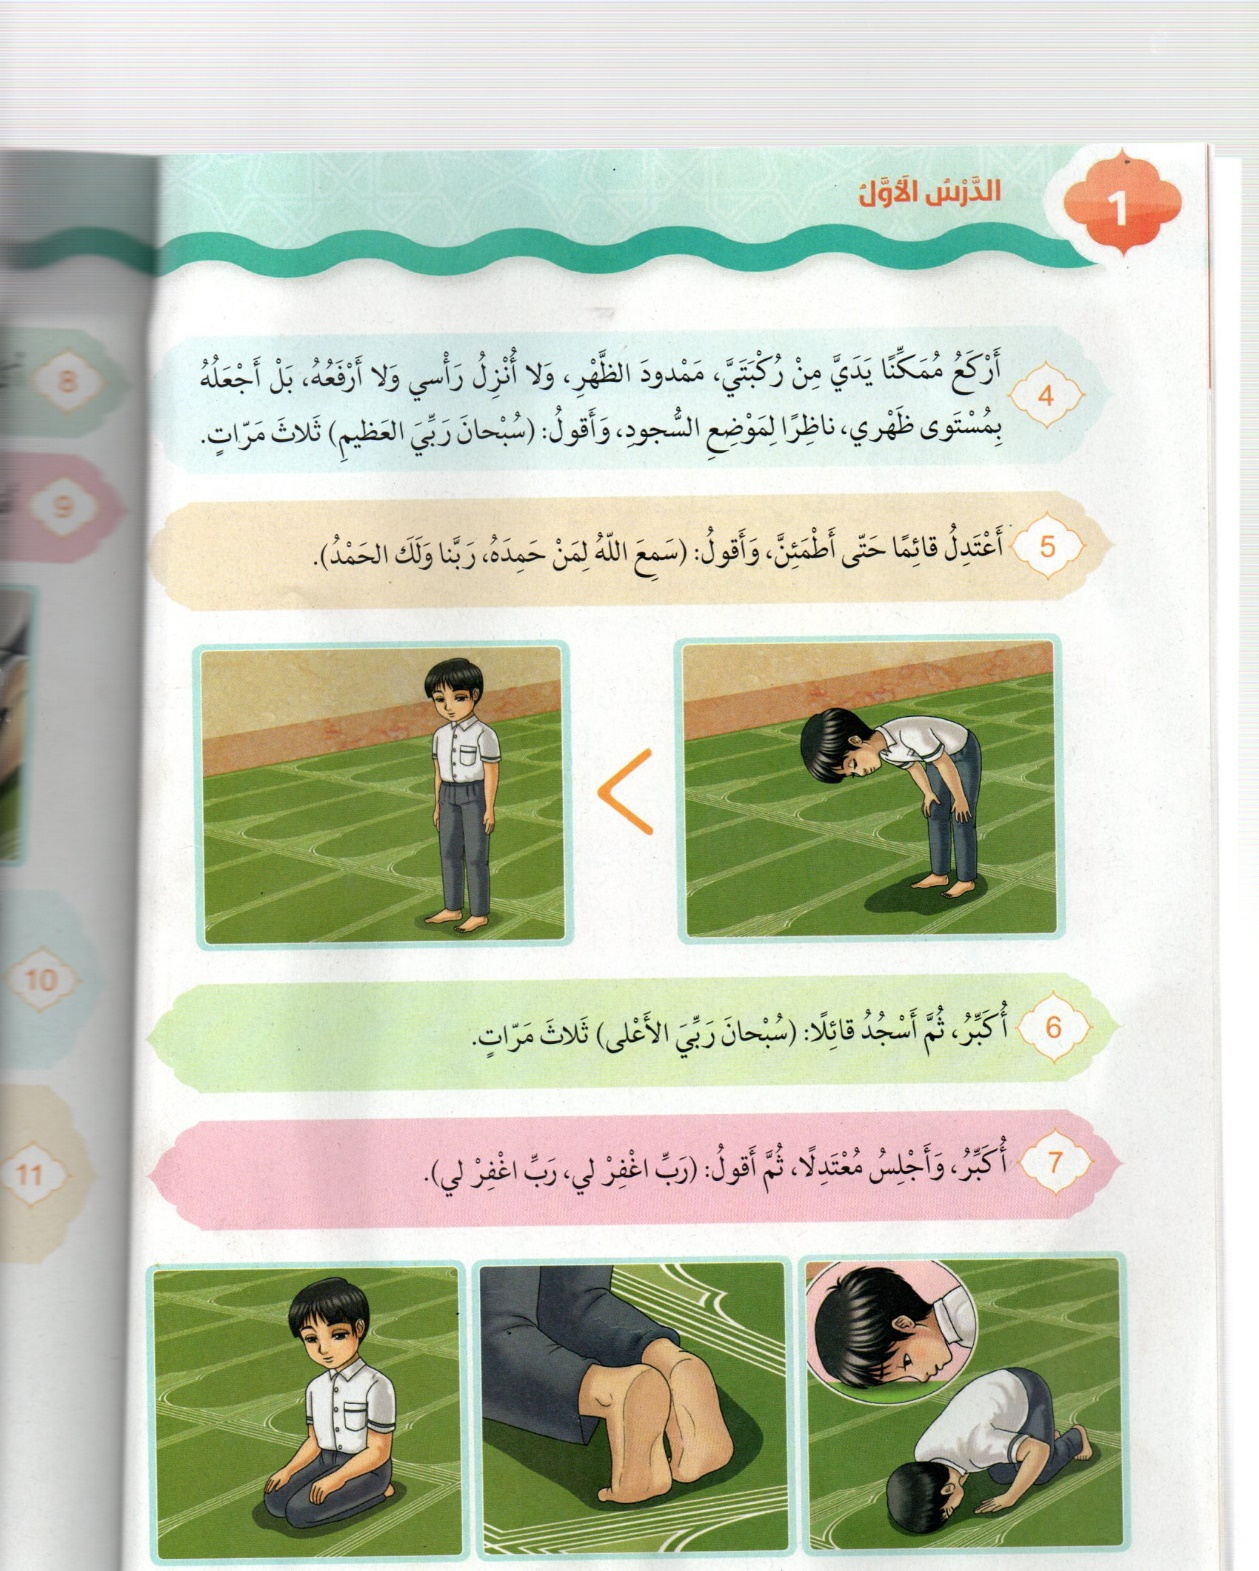 الدَّرْسُ الْأَوَّلُ
1
4
أَرْكَعُ مُمَكِّنًا يَدَيَّ مِنْ رُكْبَتَيَّ، مَمْدودَ الظَّهْرِ، وَلا أُنْزِلُ رَأْسي وَلا أَرْفَعُهُ، بَلْ أَجْعَلُهُ
بِمُسْتَوى ظَهْري، ناظِرًا لِمَوْضِعِ السُّجودِ، وَأَقولُ: (سُبْحانَ رَبِّيَ العَظيمِ) ثَلاثَ مَرّاتٍ.
5
أَعْتَدِلُ قائِمًا حَتّى أَطْمَئِنَّ، وَأَقولُ: (سَمِعَ اللّهُ لِمَنْ حَمِدَهُ، رَبَّنا وَلَكَ الحَمْدُ).
6
أُكَبِّرُ، ثُمَّ أَسْجُدُ قائِلًا: (سُبْحانَ رَبِّيَ الأَعْلى) ثَلاثَ مَرّاتٍ.
7
أُكَبِّرُ، وَأَجْلِسُ مُعْتَدِلًا، ثُمَّ أَقولُ: (رَبِّ اغْفِرْ لي، رَبِّ اغْفِرْ لي).
8
9
10
11